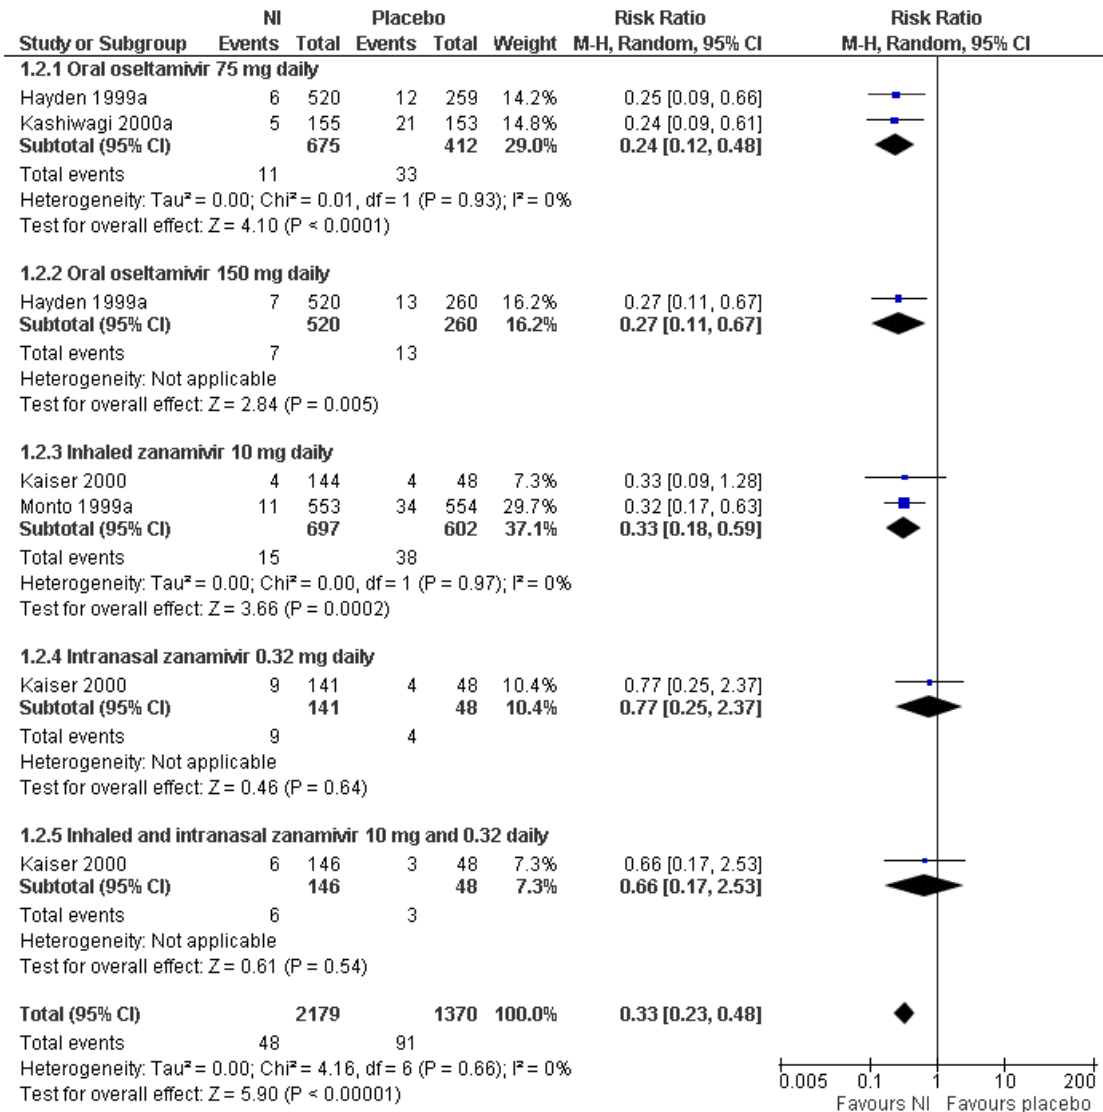 NI Placebo Risk Ratio Risk Ratio
Study or Subgroup Events Total Events Total Weight M-H, Random, 95% CI M-H, Random, 95% CI
1.2.1 Oral oseltamivir 75 mg daily
Hayden 1999a 6 520 12 259 14.2% 0.25 [0.09, 0.66]
Kashiwagi 2000a 5 155 21 153 14.8% 0.24 [0.09, 0.61]
Subtotal (95% CI) 675 412 29.0% 0.24 [0.12, 0.48]
Total events 11 33
Heterogeneity: Tau² = 0.00; Chi² = 0.01, df = 1 (P = 0.93); I² = 0%
Test for overall effect: Z = 4.10 (P < 0.0001)
1.2.2 Oral oseltamivir 150 mg daily
Hayden 1999a 7 520 13 260 16.2% 0.27 [0.11, 0.67]
Subtotal (95% CI) 520 260 16.2% 0.27 [0.11, 0.67]
Total events 7 13
Heterogeneity: Not applicable
Test for overall effect: Z = 2.84 (P = 0.005)
1.2.3 Inhaled zanamivir 10 mg daily
Kaiser 2000 4 144 4 48 7.3% 0.33 [0.09, 1.28]
Monto 1999a 11 553 34 554 29.7% 0.32 [0.17, 0.63]
Subtotal (95% CI) 697 602 37.1% 0.33 [0.18, 0.59]
Total events 15 38
Heterogeneity: Tau² = 0.00; Chi² = 0.00, df = 1 (P = 0.97); I² = 0%
Test for overall effect: Z = 3.66 (P = 0.0002)
1.2.4 Intranasal zanamivir 0.32 mg daily
Kaiser 2000 9 141 4 48 10.4% 0.77 [0.25, 2.37]
Subtotal (95% CI) 141 48 10.4% 0.77 [0.25, 2.37]
Total events 9 4
Heterogeneity: Not applicable
Test for overall effect: Z = 0.46 (P = 0.64)
1.2.5 Inhaled and intranasal zanamivir 10 mg and 0.32 daily
Kaiser 2000 6 146 3 48 7.3% 0.66 [0.17, 2.53]
Subtotal (95% CI) 146 48 7.3% 0.66 [0.17, 2.53]
Total events 6 3
Heterogeneity: Not applicable
Test for overall effect: Z = 0.61 (P = 0.54)
Total (95% CI) 2179 1370 100.0% 0.33 [0.23, 0.48]
Total events 48 91
Heterogeneity: Tau² = 0.00; Chi² = 4.16, df = 6 (P = 0.66); I² = 0%
Test for overall effect: Z = 5.90 (P < 0.00001)
0.005 0.1 1 10 200
Favours NI Favours placebo